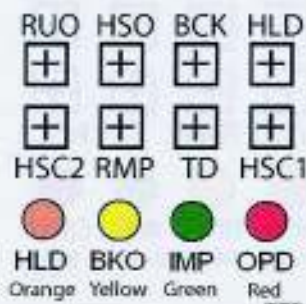 RUO HSO BCK HLD
HSC2 RMP TD HSC1
HLD BKO IMP OPD
Orange Yellow Green Red